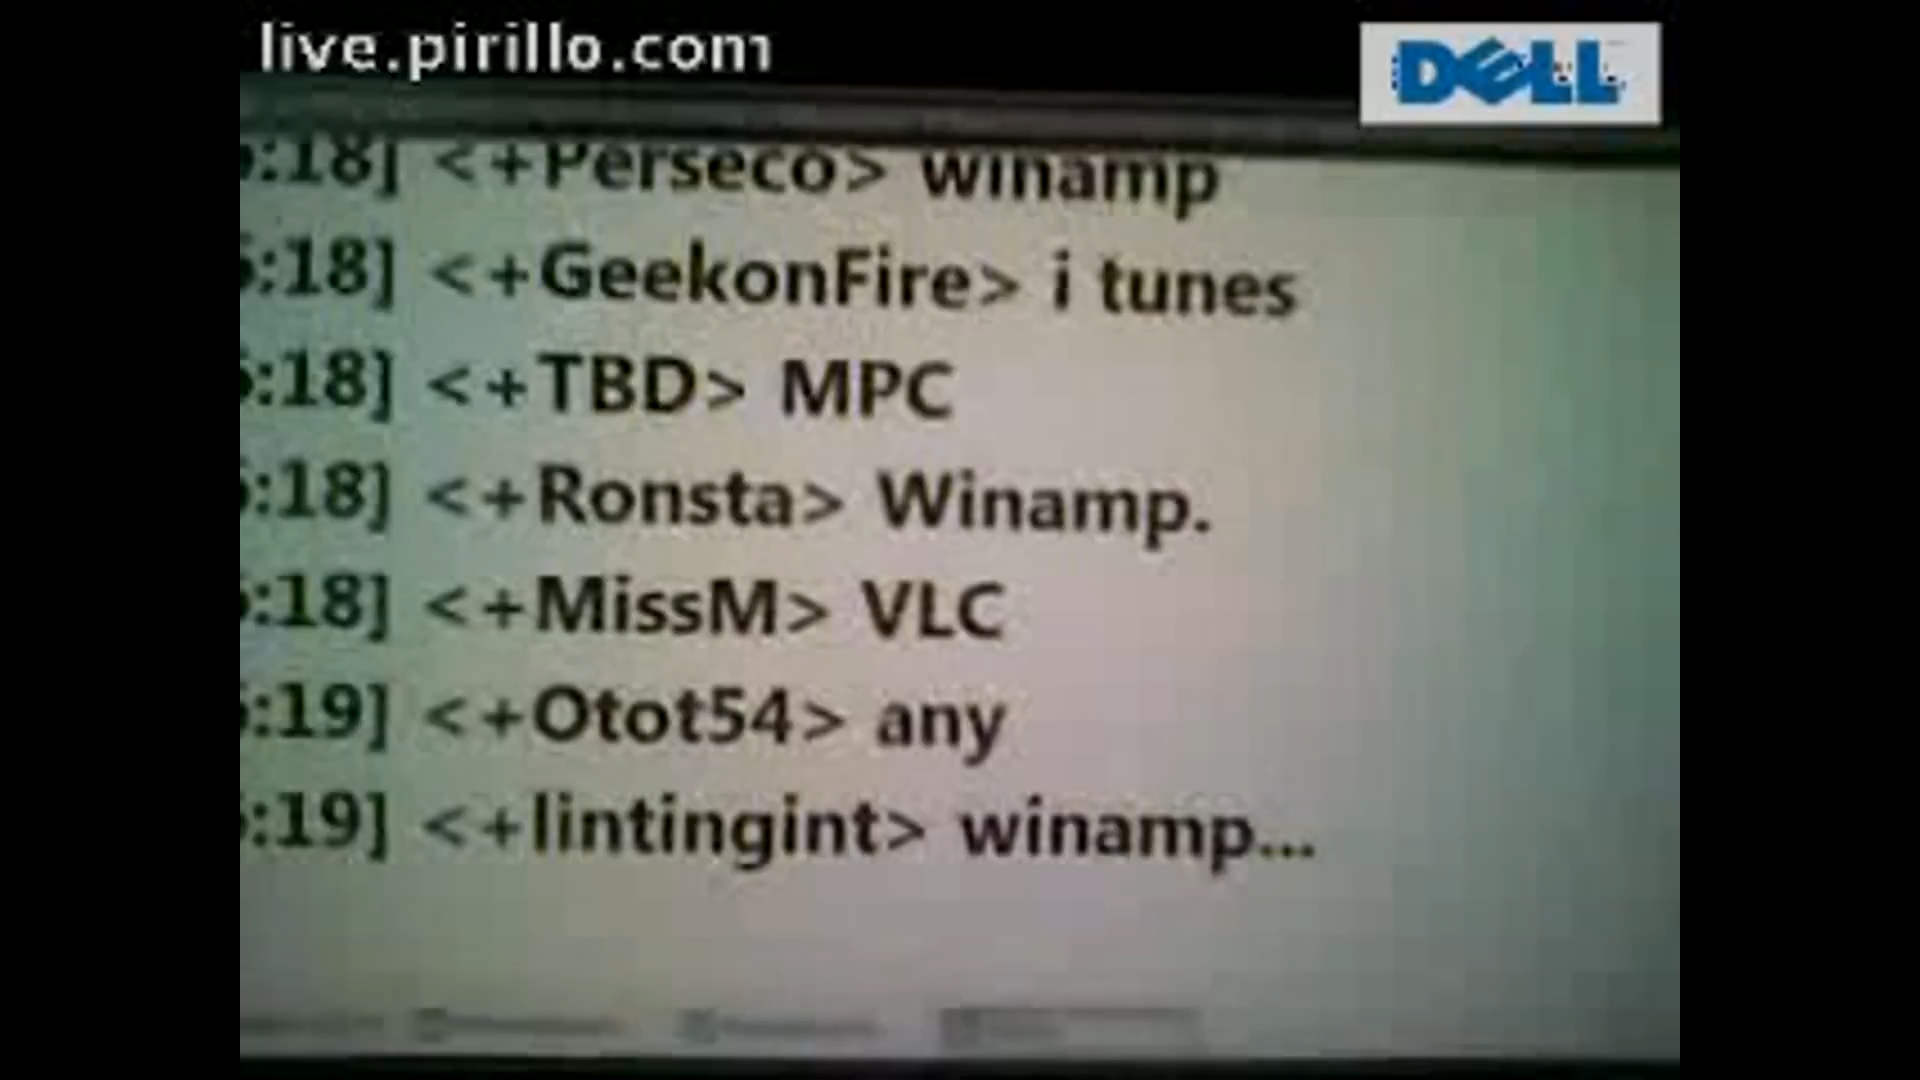 live.pirillo.com
DELL
:18] <+Perseco> winamp
:18] <+GeekonFire> i tunes
:18] <+TBD> MPC
:18] <+Ronsta> Winamp.
:18] <+MissM> VLC
:19] <+Otot54> any
:19] <+lintingint> winamp...